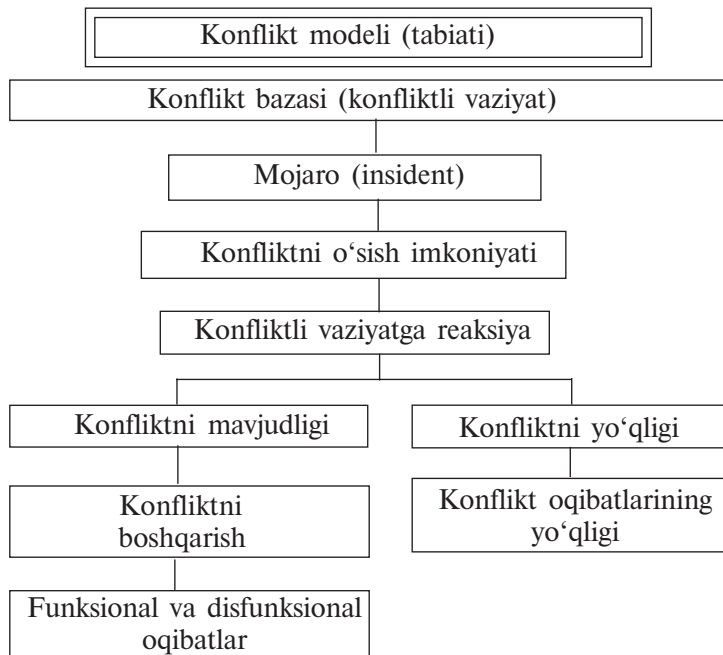 Konflikt modeli (tabiati)
Konflikt bazasi (konfliktli vaziyat)
Mojaro (insident)
Konfliktni o‘sish imkoniyati
Konfliktli vaziyatga reaksiya
Konfliktni mavjudligi
Konfliktni yo‘qligi
Konfliktni
boshqarish
Konflikt oqibatlarining
yo‘qligi
Funksional va disfunksional
oqibatlar